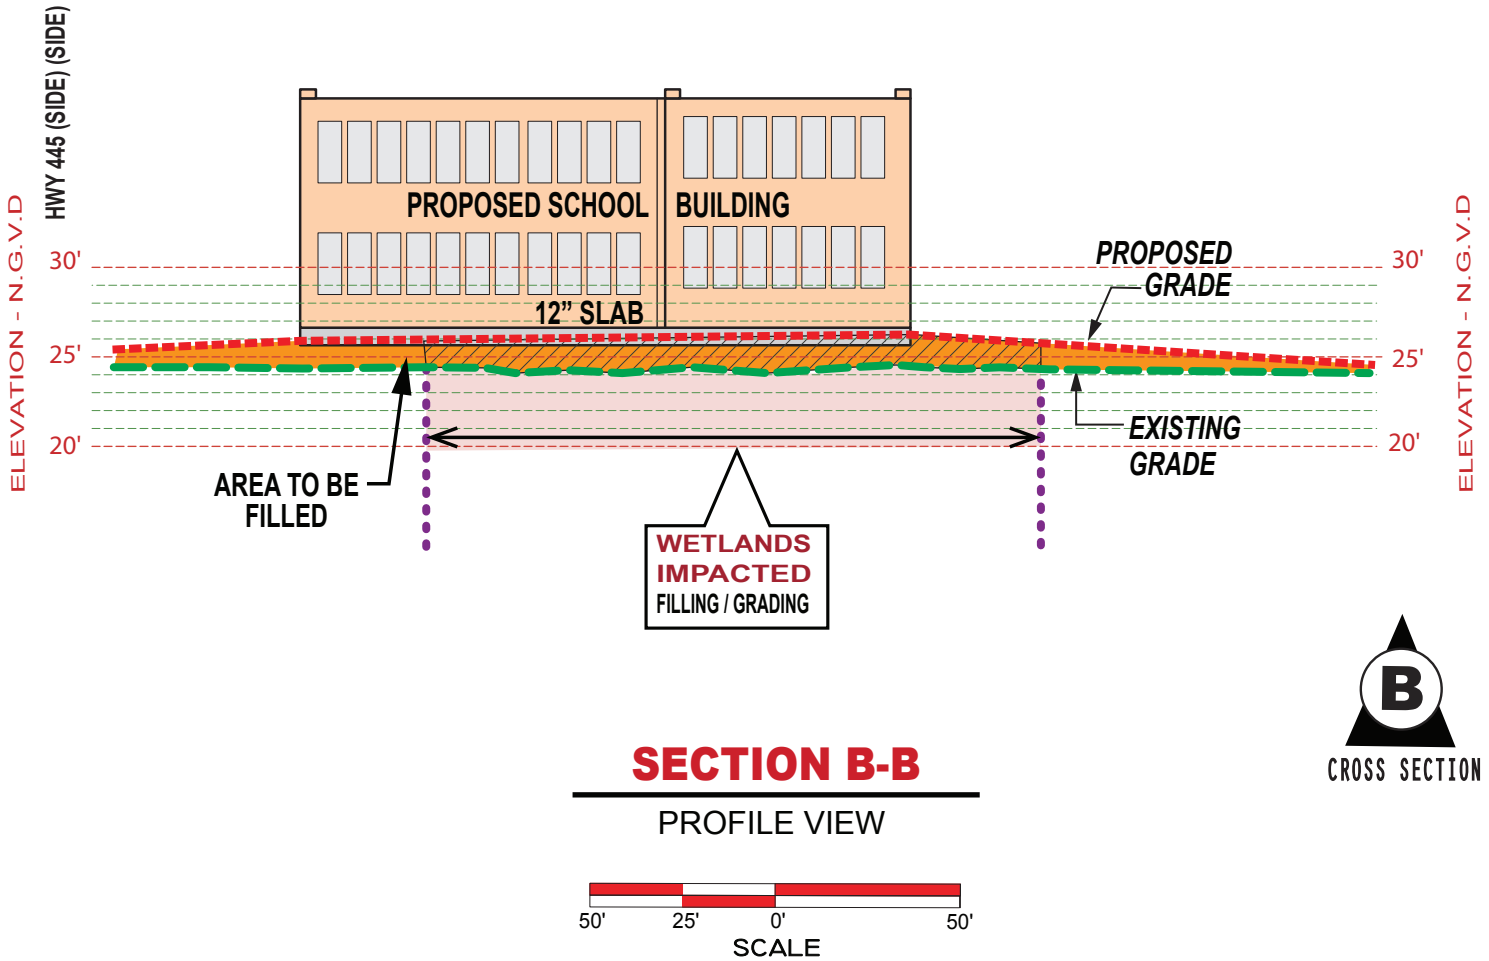 HWY 445 (SIDE) (SIDE)
ELEVATION - N.G.V.D
30'
25'
20'
PROPOSED SCHOOL BUILDING
12” SLAB
PROPOSED
GRADE
30'
25'
20'
ELEVATION - N.G.V.D
EXISTING
GRADE
AREA TO BE
FILLED
WETLANDS
IMPACTED
FILLING / GRADING
B
CROSS SECTION
SECTION B-B
PROFILE VIEW
50' 25' 0' 50'
SCALE